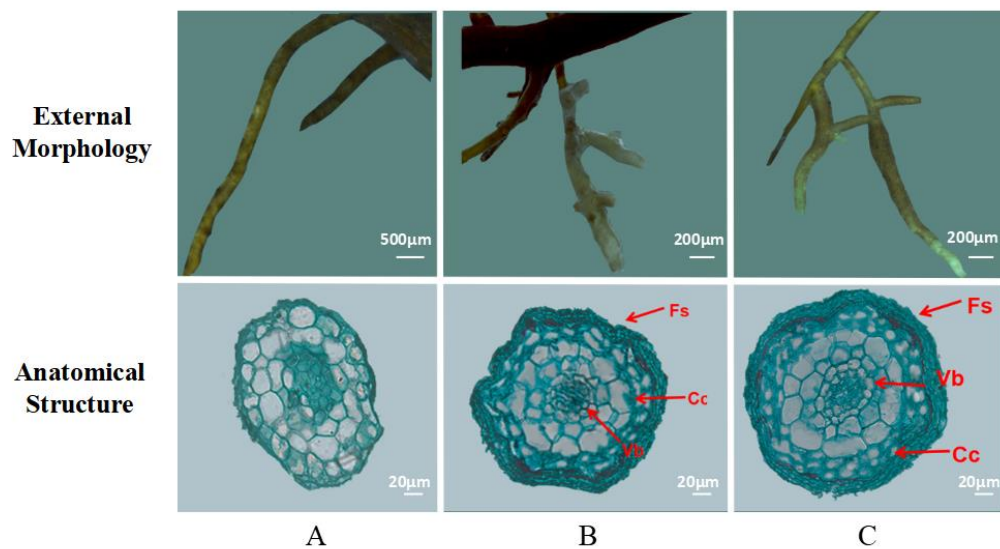 External
Morphology
500µm
200µm
200µm
Anatomical
Structure
Fs
Cc
Vb
Fs
Vb
Cc
20µm
20µm
20µm
A
B
C